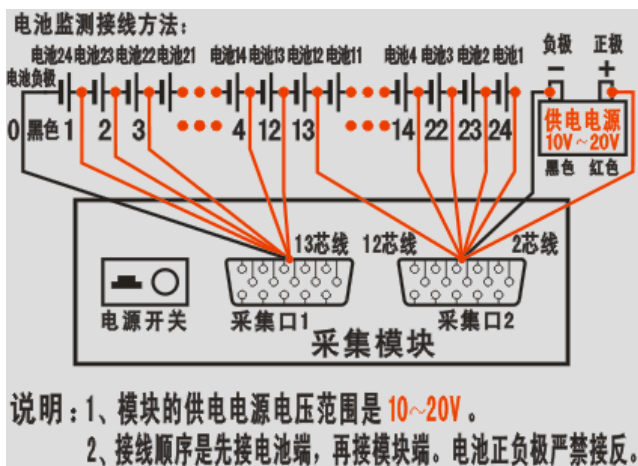 电池监测接线方法：
电池24电池23电池22电池21 电池14电池13电池12电池11 电池4电池3电池2电池1 负极 正极
电池负极 － ＋
供电电源
10V～20V
0 黑色 1 2 3 4 12 13 14 22 23 24
黑色 红色
13芯线 12芯线 2芯线
电源开关 采集口1 采集口2
采集模块
说明：1、模块的供电电源电压范围是 10～20V 。
2、接线顺序是先接电池端，再接模块端。电池正负极严禁接反。